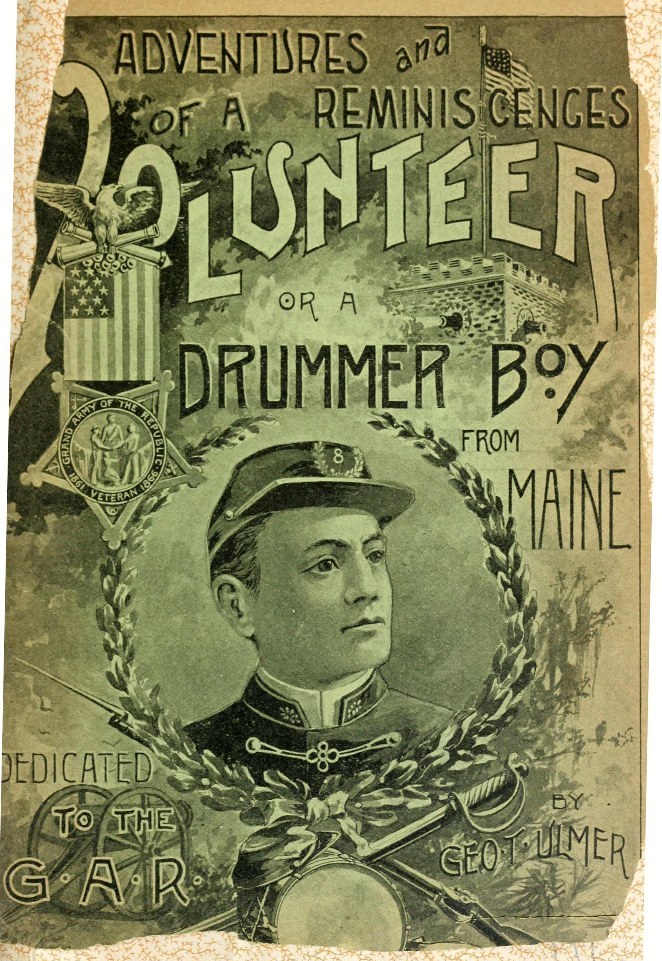 ADVENTURES and
OF A REMINISCENCES
VOLUNTEER
OR A
DRUMMER BOY
FROM
MAINE
GRAND ARMY OF THE REPUBLIC
1861. VETERAN 1866.
8
DEDICATED
TO THE
G.A.R.
BY
GEO.T.ULMER